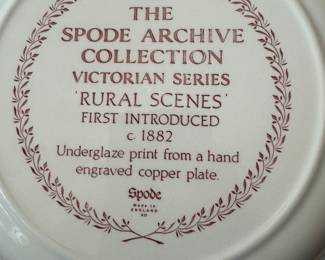 THE
SPODE ARCHIVE
COLLECTION
VICTORIAN SERIES
'RURAL SCENES'
FIRST INTRODUCED
c. 1882
Underglaze print from a hand
engraved copper plate.
Spode
Made in
ENGLAND